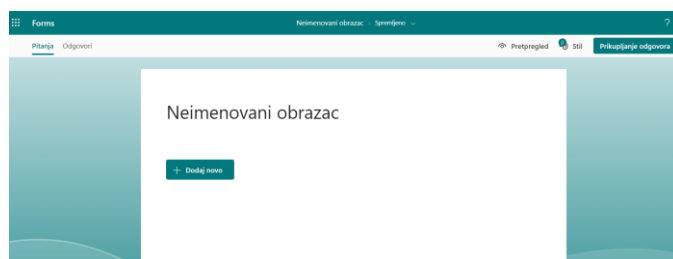 Forms
Neimenovani obrazac - Spremljeno
?
Pitanja Odgovori
Pretpregled Stil Prikupljanje odgovora
Neimenovani obrazac
+ Dodaj novo